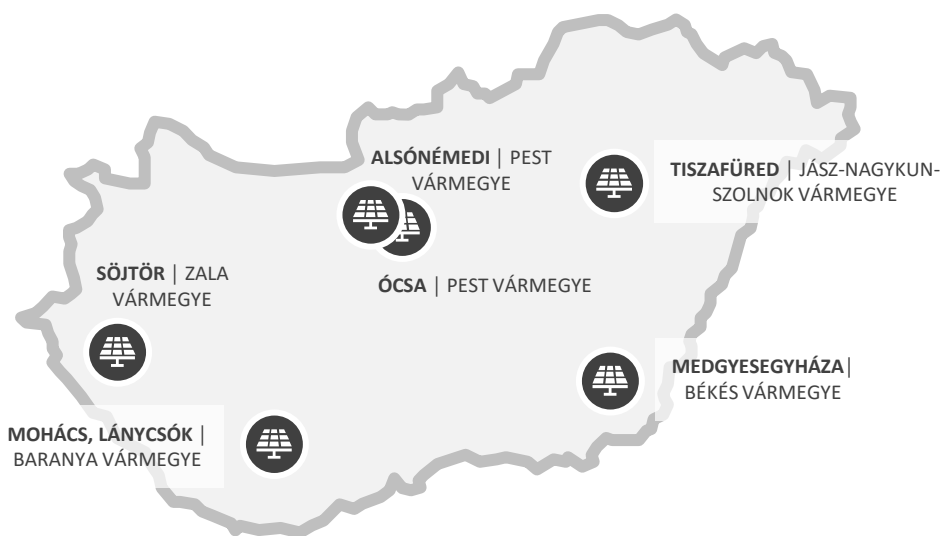 ALSÓNÉMEDI | PEST
VÁRMEGYE
TISZAFÜRED | JÁSZ-NAGYKUN-
SZOLNOK VÁRMEGYE
SÖJTÖR | ZALA
VÁRMEGYE
ÓCSA | PEST VÁRMEGYE
MEDGYESEGYHÁZA|
BÉKÉS VÁRMEGYE
MOHÁCS, LÁNYCSÓK |
BARANYA VÁRMEGYE